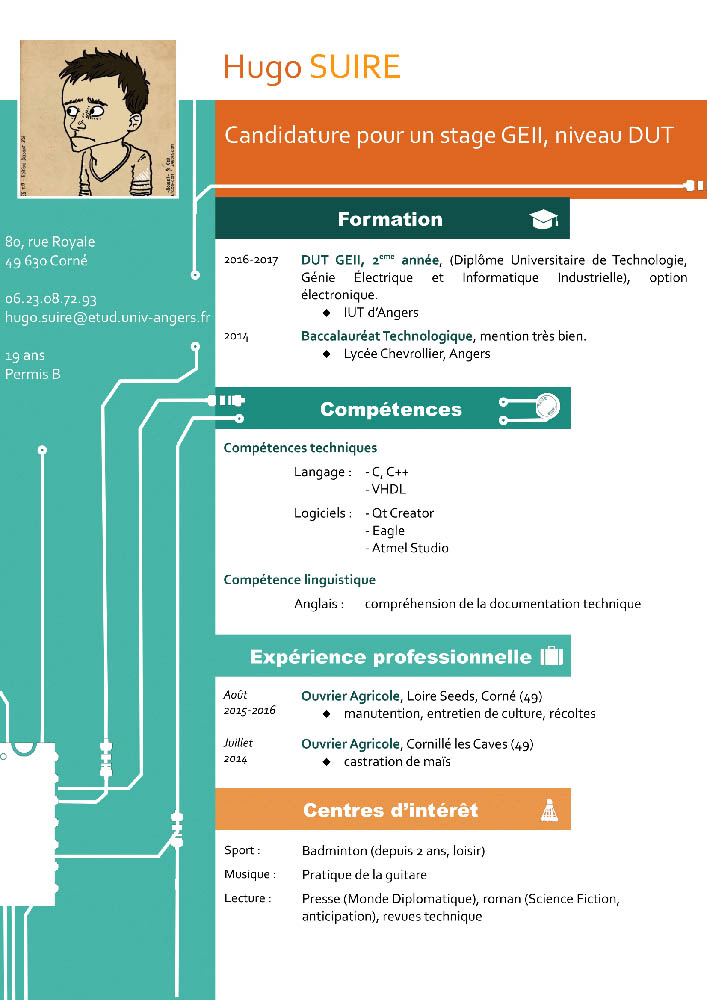 Hugo SUIRE
Candidature pour un stage GEII, niveau DUT
80, rue Royale
49 630 Corné
06.23.08.72.93
hugo.suire@etud.univ-angers.fr
19 ans
Permis B
Formation
2016-2017 DUT GEII, 2eme année, (Diplôme Universitaire de Technologie,
Génie Électrique et Informatique Industrielle), option
électronique.
◆ IUT d'Angers
2014 Baccalauréat Technologique, mention très bien.
◆ Lycée Chevrollier, Angers
Compétences
Compétences techniques
Langage : - C, C++
- VHDL
Logiciels : - Qt Creator
- Eagle
- Atmel Studio
Compétence linguistique
Anglais : compréhension de la documentation technique
Expérience professionnelle
Août
2015-2016
Ouvrier Agricole, Loire Seeds, Corné (49)
◆ manutention, entretien de culture, récoltes
Juillet
2014
Ouvrier Agricole, Cornillé les Caves (49)
◆ castration de maïs
Centres d'intérêt
Sport : Badminton (depuis 2 ans, loisir)
Musique : Pratique de la guitare
Lecture : Presse (Monde Diplomatique), roman (Science Fiction,
anticipation), revues technique